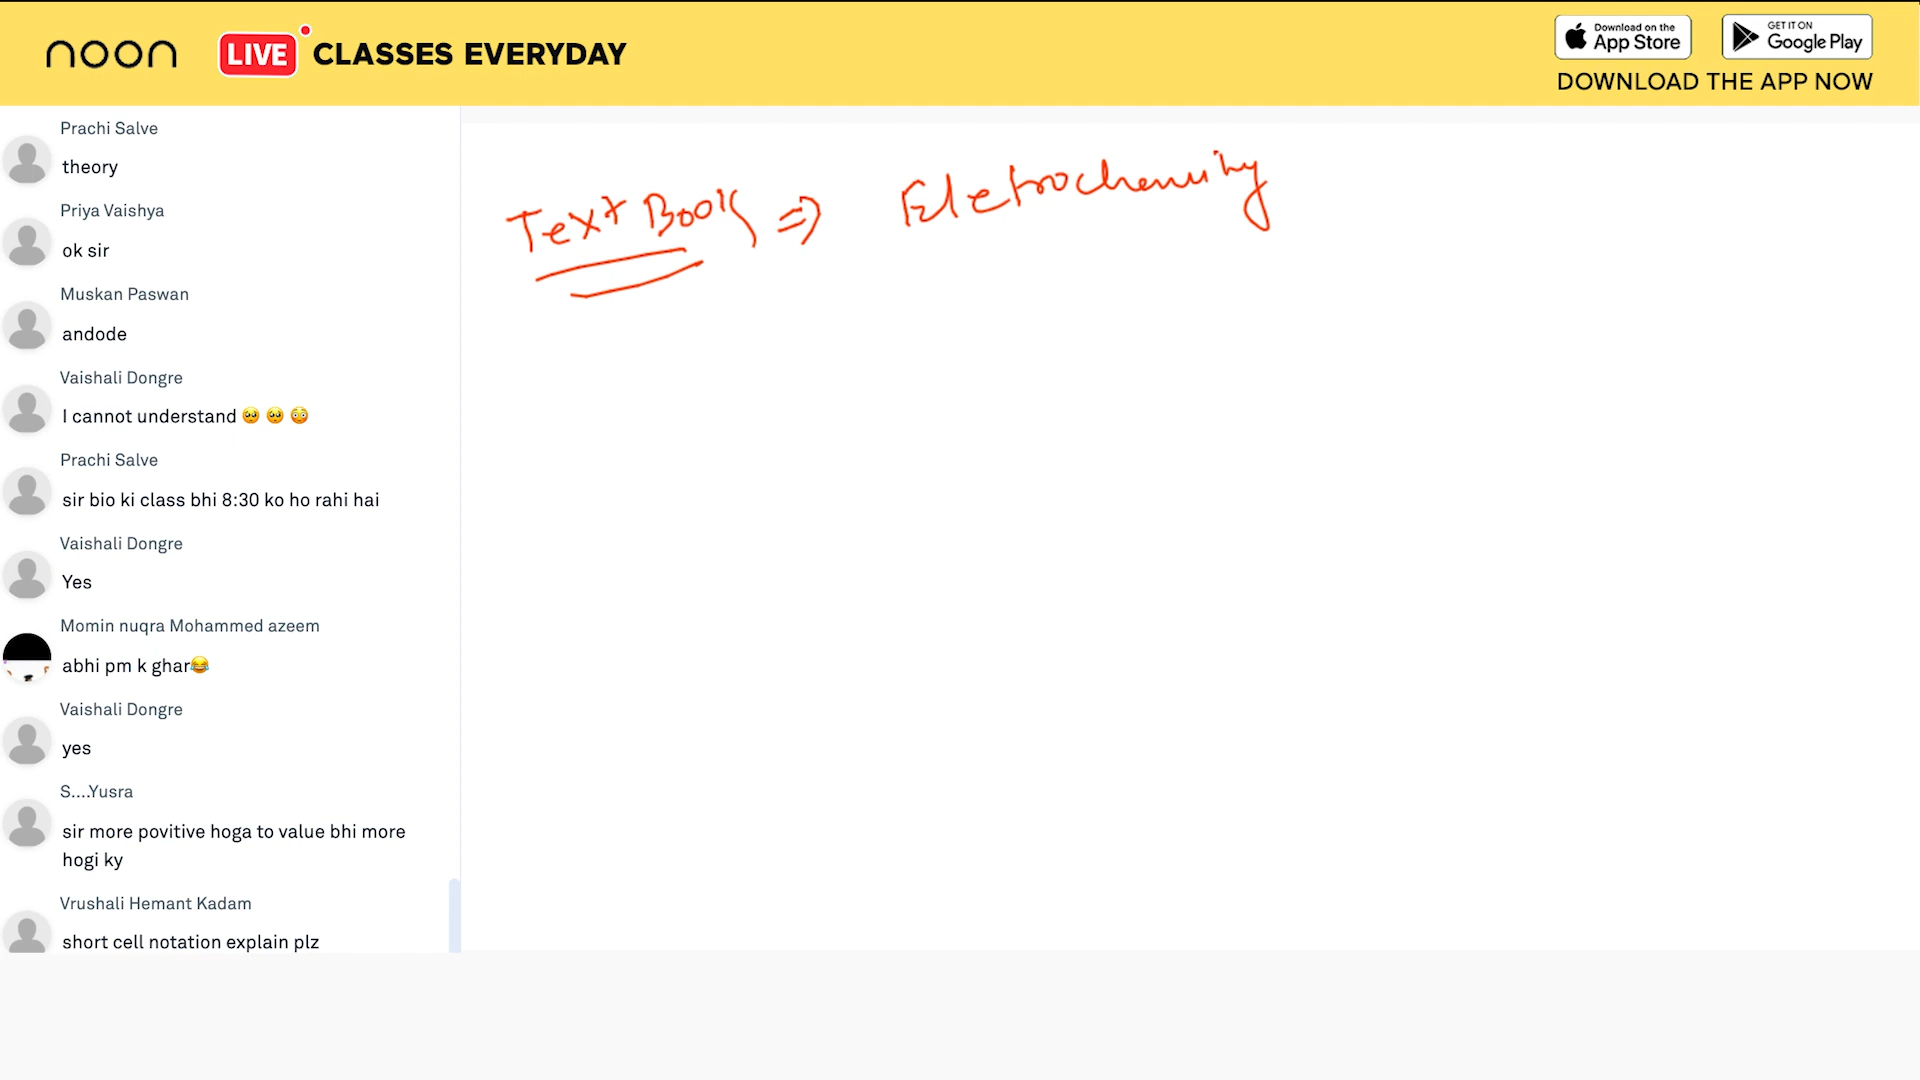 noon LIVE CLASSES EVERYDAY
Download on the App Store
GET IT ON Google Play
DOWNLOAD THE APP NOW
Prachi Salve
theory
Priya Vaishya
ok sir
Muskan Paswan
andode
Vaishali Dongre
I cannot understand 🥺 🥺 😳
Prachi Salve
sir bio ki class bhi 8:30 ko ho rahi hai
Vaishali Dongre
Yes
Momin nuqra Mohammed azeem
abhi pm k ghar😂
Vaishali Dongre
yes
S....Yusra
sir more povitive hoga to value bhi more
hogi ky
Vrushali Hemant Kadam
short cell notation explain plz
Text Book ⇒